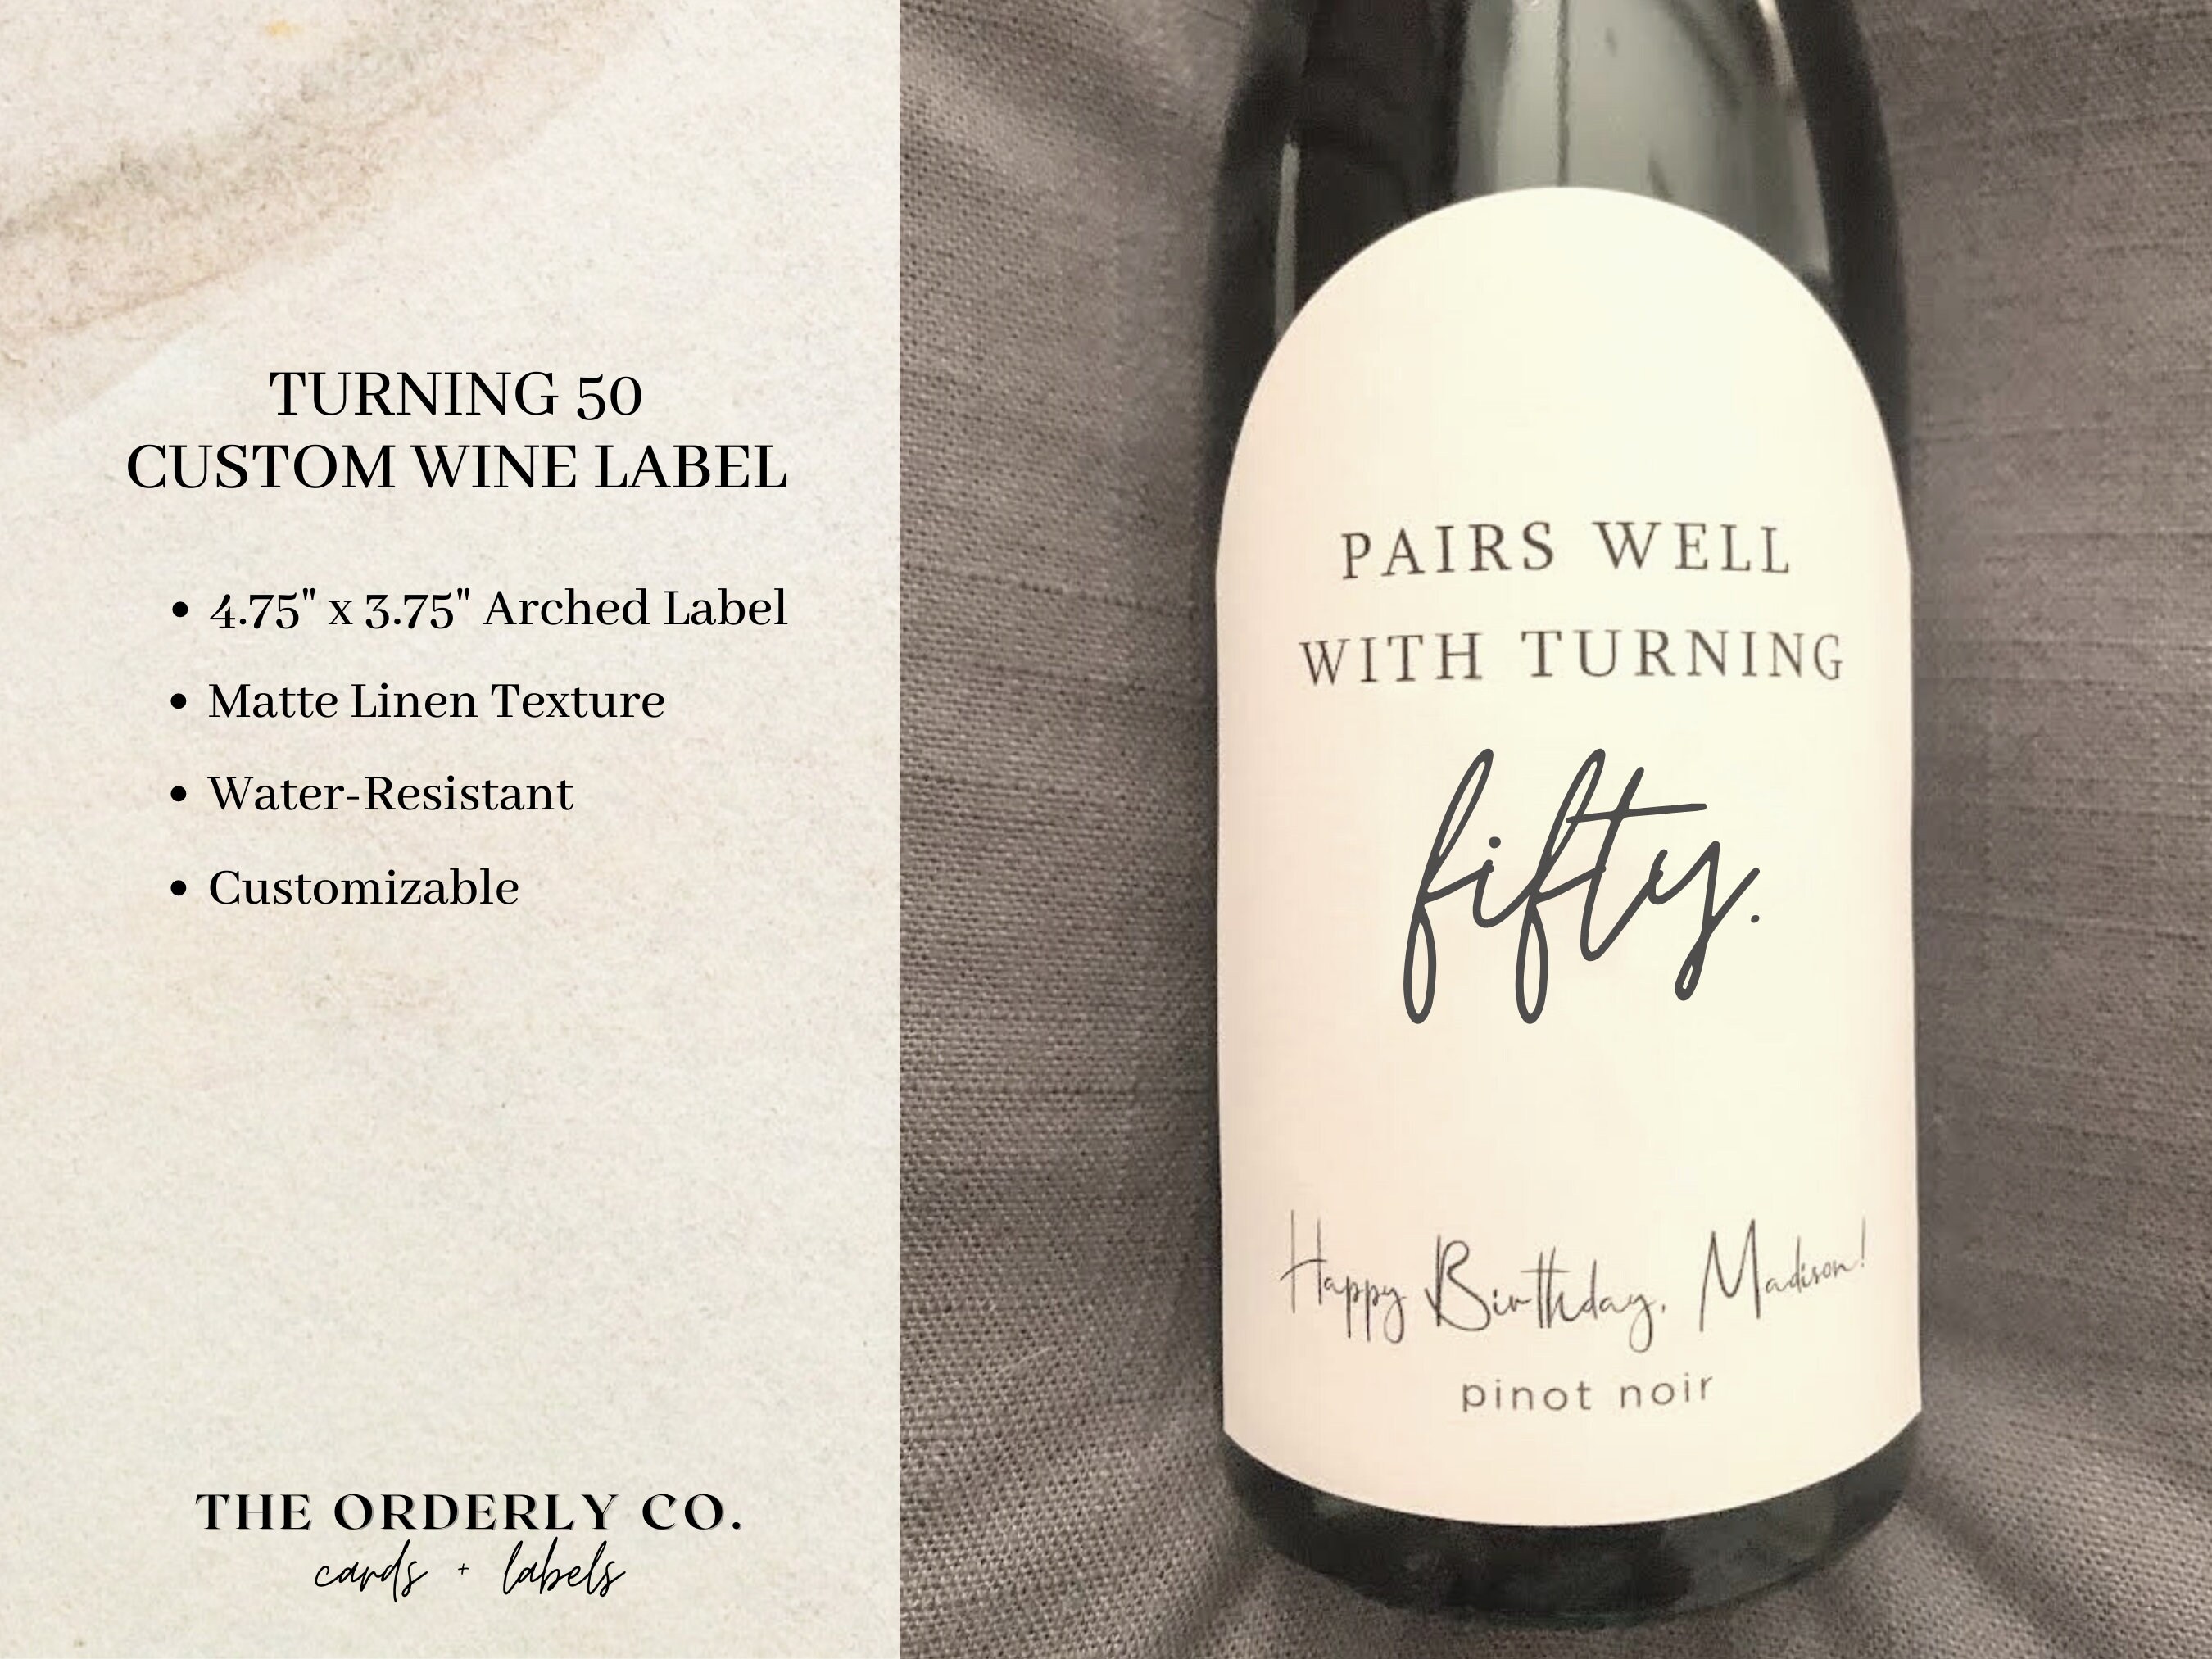 TURNING 50
CUSTOM WINE LABEL
• 4.75" x 3.75" Arched Label
• Matte Linen Texture
• Water-Resistant
• Customizable
THE ORDERLY CO.
cards + labels
PAIRS WELL
WITH TURNING
fifty.
Happy Birthday, Madison!
pinot noir